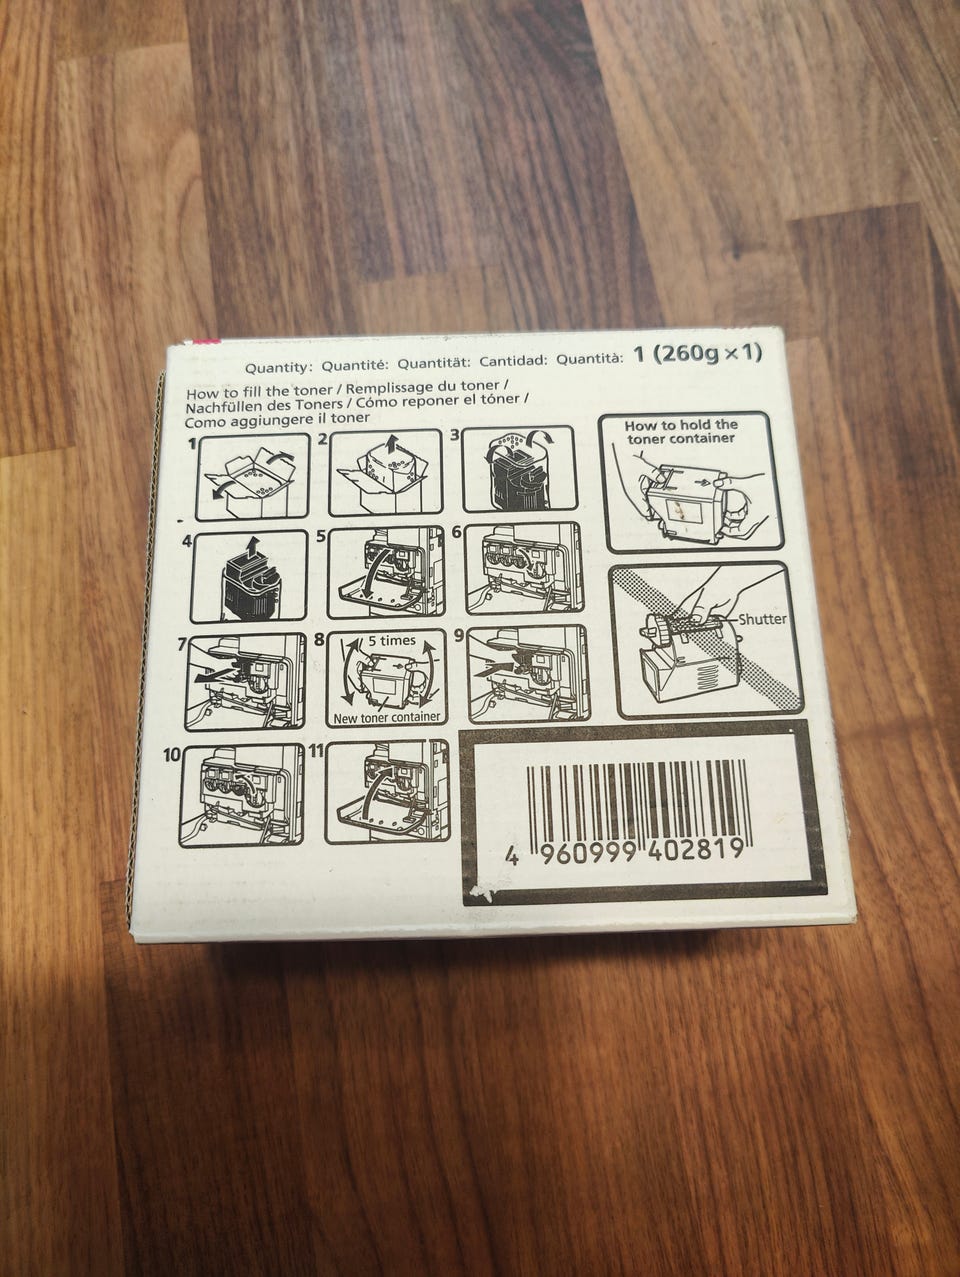 Quantity: Quantité: Quantität: Cantidad: Quantità: 1 (260g×1)
How to fill the toner / Remplissage du toner /
Nachfüllen des Toners / Cómo reponer el tóner /
Como aggiungere il toner
1
2
3
How to hold the
toner container
4
5
6
Shutter
7
8
5 times
New toner container
9
10
11
4 960999 402819